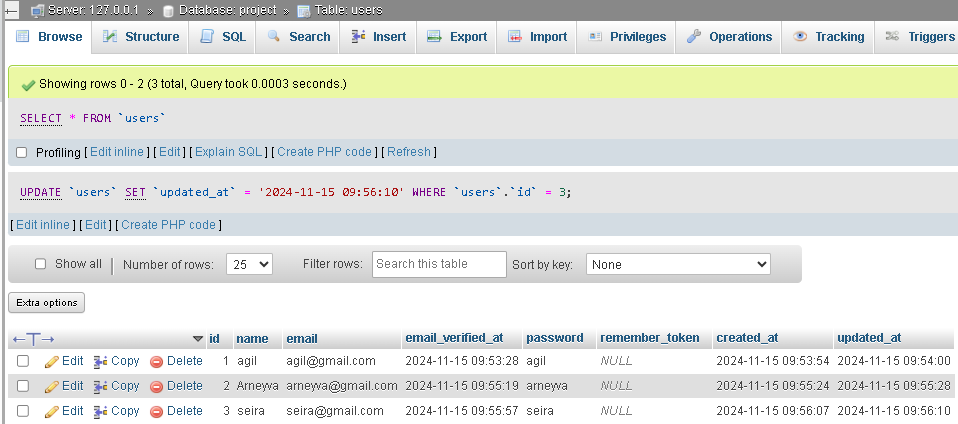 Server: 127.0.0.1 » Database: project » Table: users
Browse Structure SQL Search Insert Export Import Privileges Operations Tracking Triggers
Showing rows 0 - 2 (3 total, Query took 0.0003 seconds.)
SELECT * FROM `users`
Profiling [ Edit inline ] [ Edit ] [ Explain SQL ] [ Create PHP code ] [ Refresh ]
UPDATE `users` SET `updated_at` = '2024-11-15 09:56:10' WHERE `users`.`id` = 3;
[ Edit inline ] [ Edit ] [ Create PHP code ]
Show all | Number of rows: 25 Filter rows: Search this table Sort by key: None
Extra options
←T→ id name email email_verified_at password remember_token created_at updated_at
Edit Copy Delete 1 agil agil@gmail.com 2024-11-15 09:53:28 agil NULL 2024-11-15 09:53:54 2024-11-15 09:54:00
Edit Copy Delete 2 Arneyva arneyva@gmail.com 2024-11-15 09:55:19 arneyva NULL 2024-11-15 09:55:24 2024-11-15 09:55:28
Edit Copy Delete 3 seira seira@gmail.com 2024-11-15 09:55:57 seira NULL 2024-11-15 09:56:07 2024-11-15 09:56:10